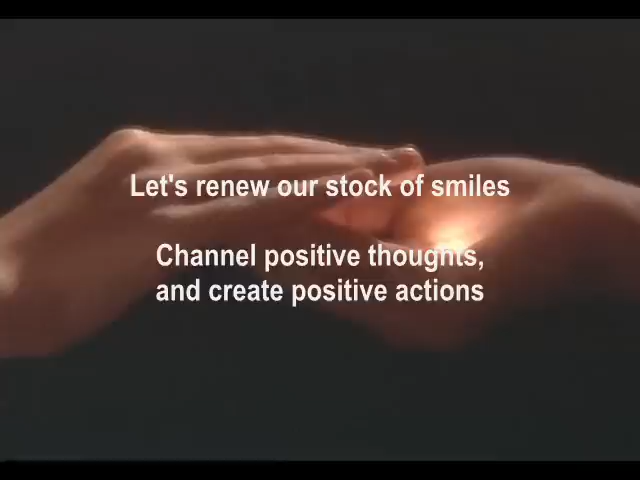 Let's renew our stock of smiles
Channel positive thoughts,
and create positive actions